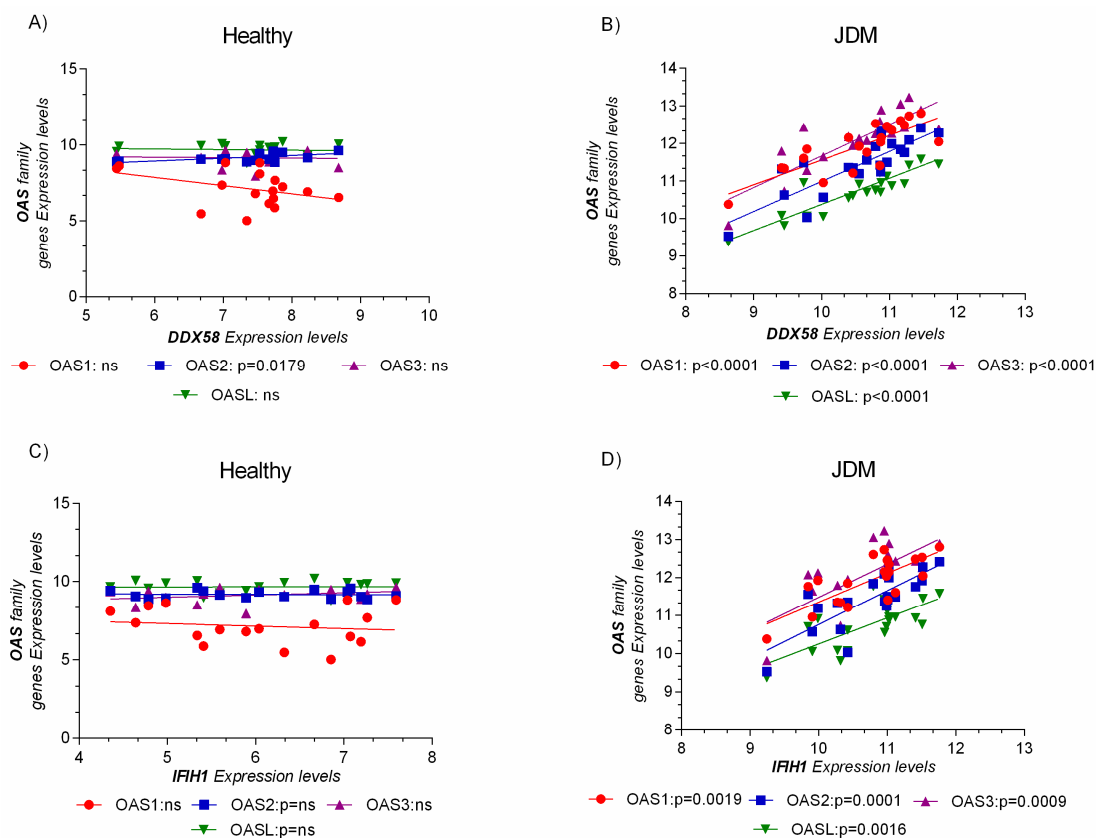 A)
Healthy
15
10
5
0
OAS family
genes Expression levels
5 6 7 8 9 10
DDX58 Expression levels
OAS1: ns OAS2: p=0.0179 OAS3: ns
OASL: ns
B)
JDM
14
13
12
11
10
9
8
OAS family
genes Expression levels
8 9 10 11 12 13
DDX58 Expression levels
OAS1: p<0.0001 OAS2: p<0.0001 OAS3: p<0.0001
OASL: p<0.0001
C)
Healthy
15
10
5
0
OAS family
genes Expression levels
4 5 6 7 8
IFIH1 Expression levels
OAS1:ns OAS2:p=ns OAS3:ns
OASL:p=ns
D)
JDM
14
13
12
11
10
9
8
OAS family
genes Expression levels
8 9 10 11 12 13
IFIH1 Expression levels
OAS1:p=0.0019 OAS2:p=0.0001 OAS3:p=0.0009
OASL:p=0.0016